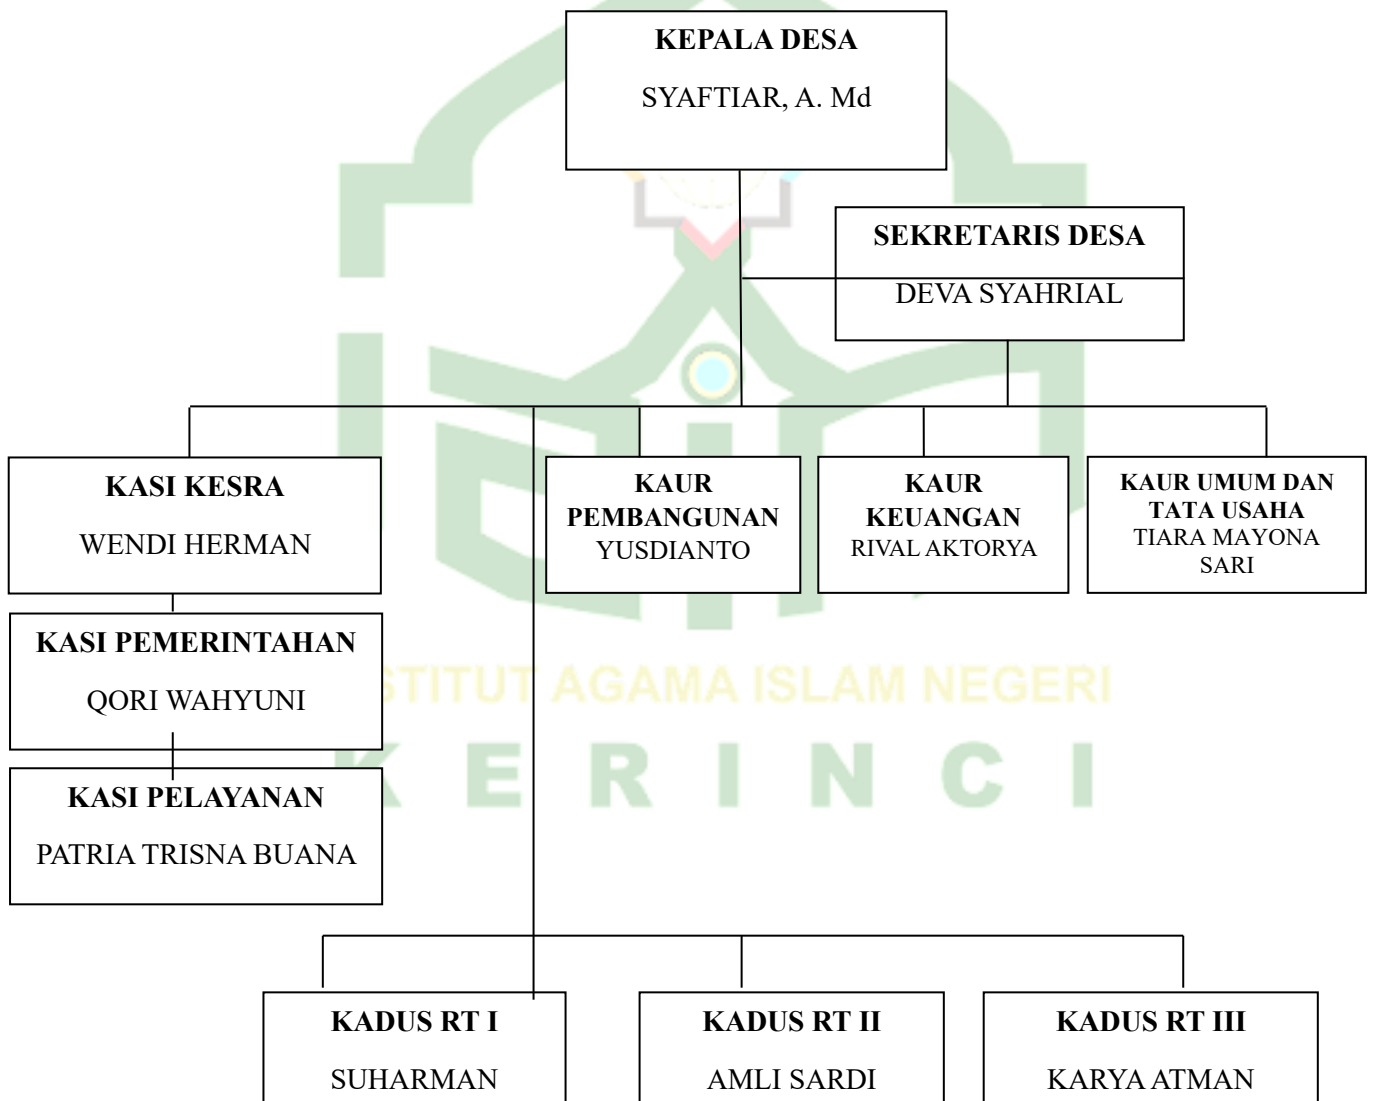 KEPALA DESA
SYAFTIAR, A. Md
SEKRETARIS DESA
DEVA SYAHRIAL
KASI KESRA
WENDI HERMAN
KAUR
PEMBANGUNAN
YUSDIANTO
KAUR
KEUANGAN
RIVAL AKTORYA
KAUR UMUM DAN
TATA USAHA
TIARA MAYONA
SARI
KASI PEMERINTAHAN
QORI WAHYUNI
STITUT AGAMA ISLAM NEGERI
KERINCI
KASI PELAYANAN
PATRIA TRISNA BUANA
KADUS RT I
SUHARMAN
KADUS RT II
AMLI SARDI
KADUS RT III
KARYA ATMAN